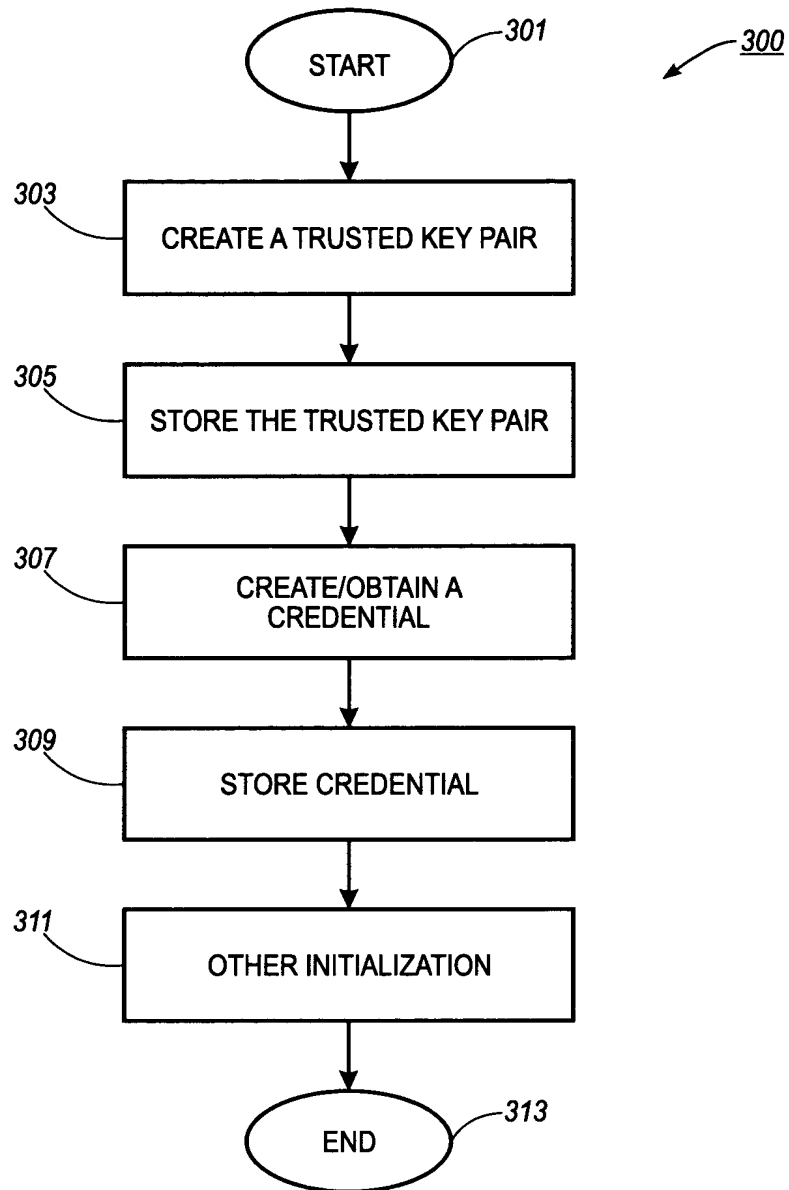 START
301
300
303
CREATE A TRUSTED KEY PAIR
305
STORE THE TRUSTED KEY PAIR
307
CREATE/OBTAIN A
CREDENTIAL
309
STORE CREDENTIAL
311
OTHER INITIALIZATION
END
313